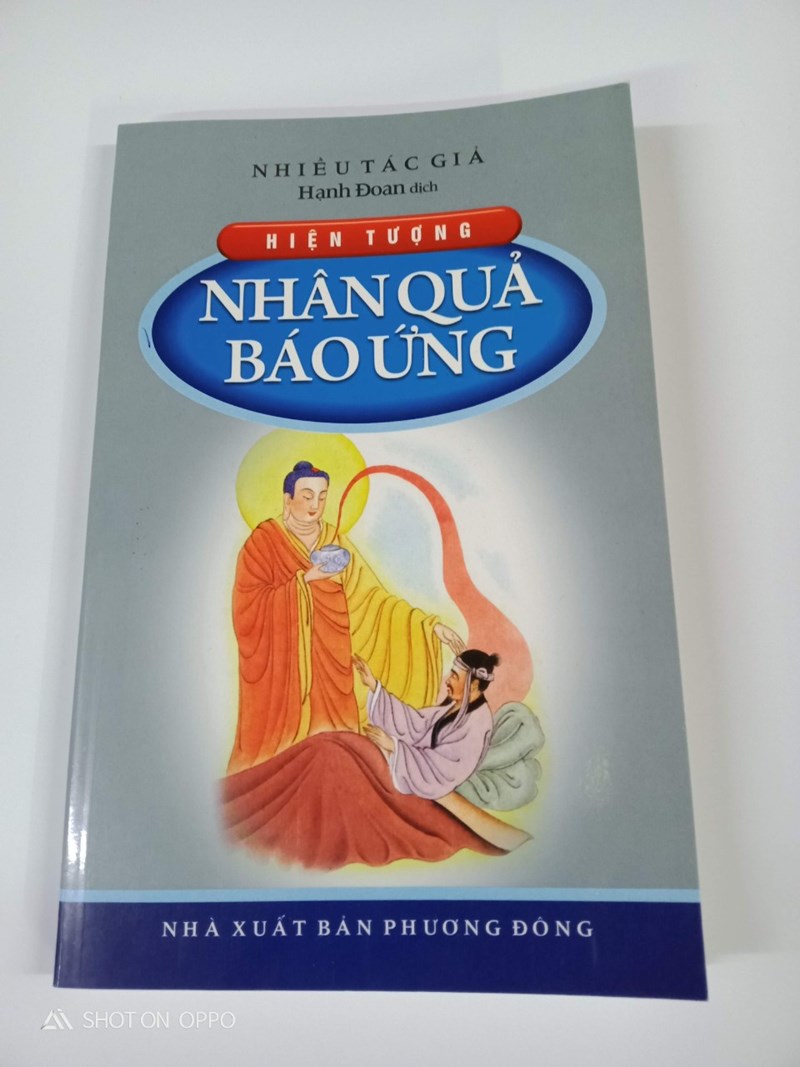 NHIỀU TÁC GIẢ
Hạnh Đoan dịch
HIỆN TƯỢNG
NHÂN QUẢ
BÁO ỨNG
NHÀ XUẤT BẢN PHƯƠNG ĐÔNG
SHOT ON OPPO